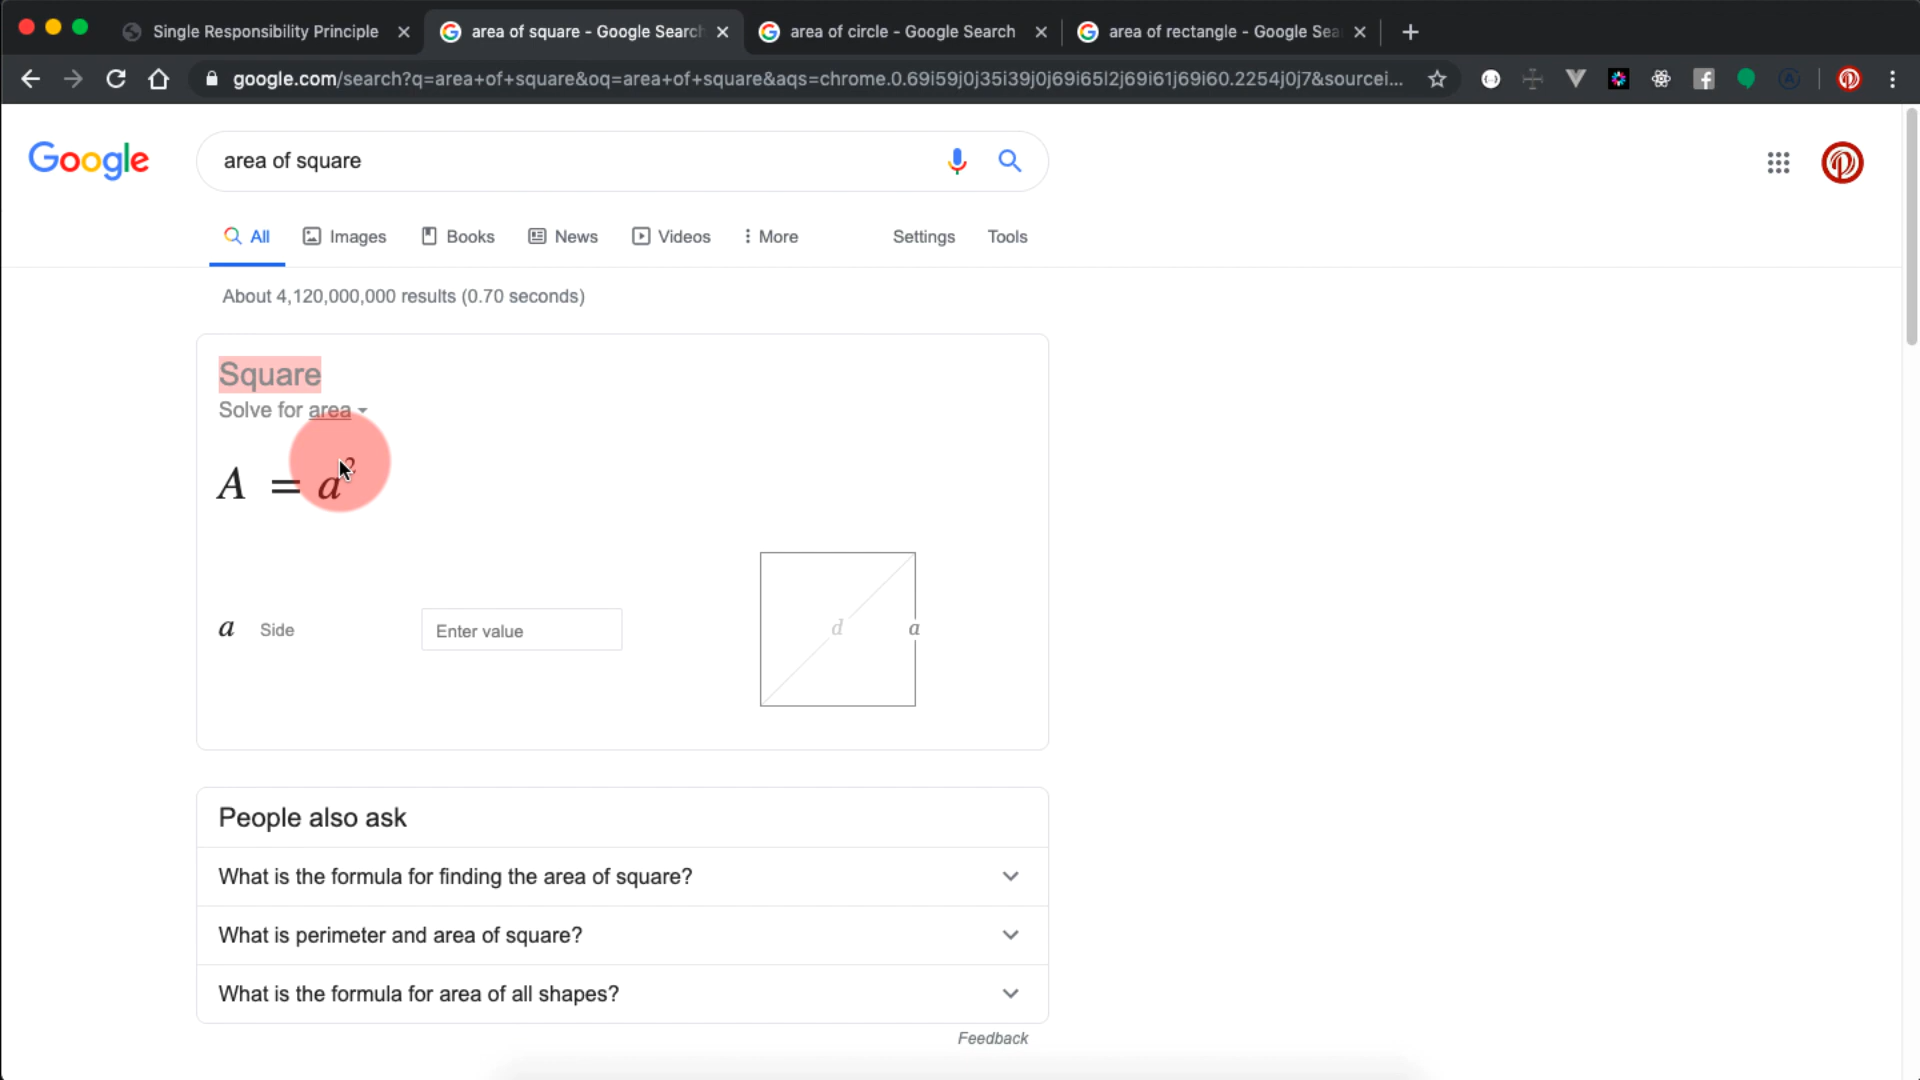 Single Responsibility Principle
area of square - Google Search
area of circle - Google Search
area of rectangle - Google Sea
google.com/search?q=area+of+square&oq=area+of+square&aqs=chrome.0.69i59j0j35i39j0j69i65l2j69i61j69i60.2254j0j7&sourcei...
Google
area of square
All Images Books News Videos More Settings Tools
About 4,120,000,000 results (0.70 seconds)
Square
Solve for area
A = a²
a Side
Enter value
d a
People also ask
What is the formula for finding the area of square?
What is perimeter and area of square?
What is the formula for area of all shapes?
Feedback